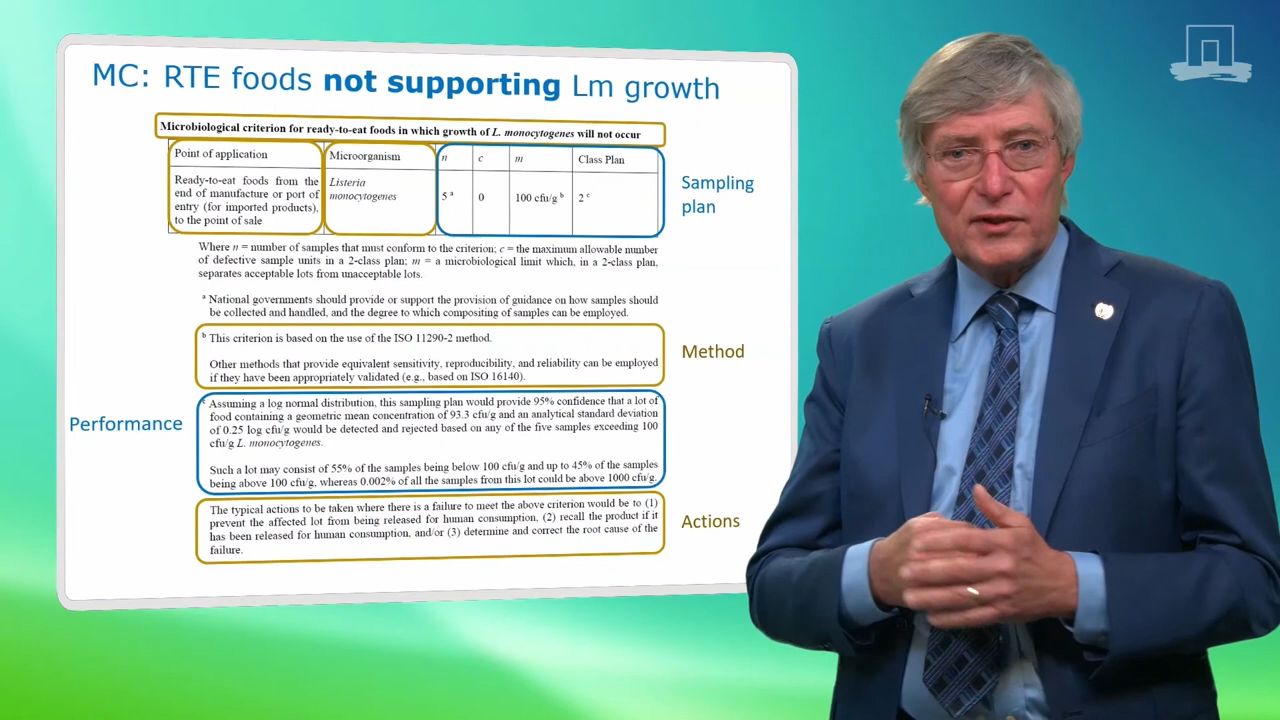 MC: RTE foods not supporting Lm growth
Microbiological criterion for ready-to-eat foods in which growth of L. monocytogenes will not occur
Point of application
Microorganism
n
c
m
Class Plan
Ready-to-eat foods from the
end of manufacture or port of
entry (for imported products),
to the point of sale
Listeria
monocytogenes
5 a
0
100 cfu/g b
2 c
Sampling
plan
Where n = number of samples that must conform to the criterion; c = the maximum allowable number
of defective sample units in a 2-class plan; m = a microbiological limit which, in a 2-class plan,
separates acceptable lots from unacceptable lots.
a National governments should provide or support the provision of guidance on how samples should
be collected and handled, and the degree to which compositing of samples can be employed.
b This criterion is based on the use of the ISO 11290-2 method.
Other methods that provide equivalent sensitivity, reproducibility, and reliability can be employed
if they have been appropriately validated (e.g., based on ISO 16140).
Method
Performance
c Assuming a log normal distribution, this sampling plan would provide 95% confidence that a lot of
food containing a geometric mean concentration of 93.3 cfu/g and an analytical standard deviation
of 0.25 log cfu/g would be detected and rejected based on any of the five samples exceeding 100
cfu/g L. monocytogenes.
Such a lot may consist of 55% of the samples being below 100 cfu/g and up to 45% of the samples
being above 100 cfu/g, whereas 0.002% of all the samples from this lot could be above 1000 cfu/g.
The typical actions to be taken where there is a failure to meet the above criterion would be to (1)
prevent the affected lot from being released for human consumption, (2) recall the product if it
has been released for human consumption, and/or (3) determine and correct the root cause of the
failure.
Actions